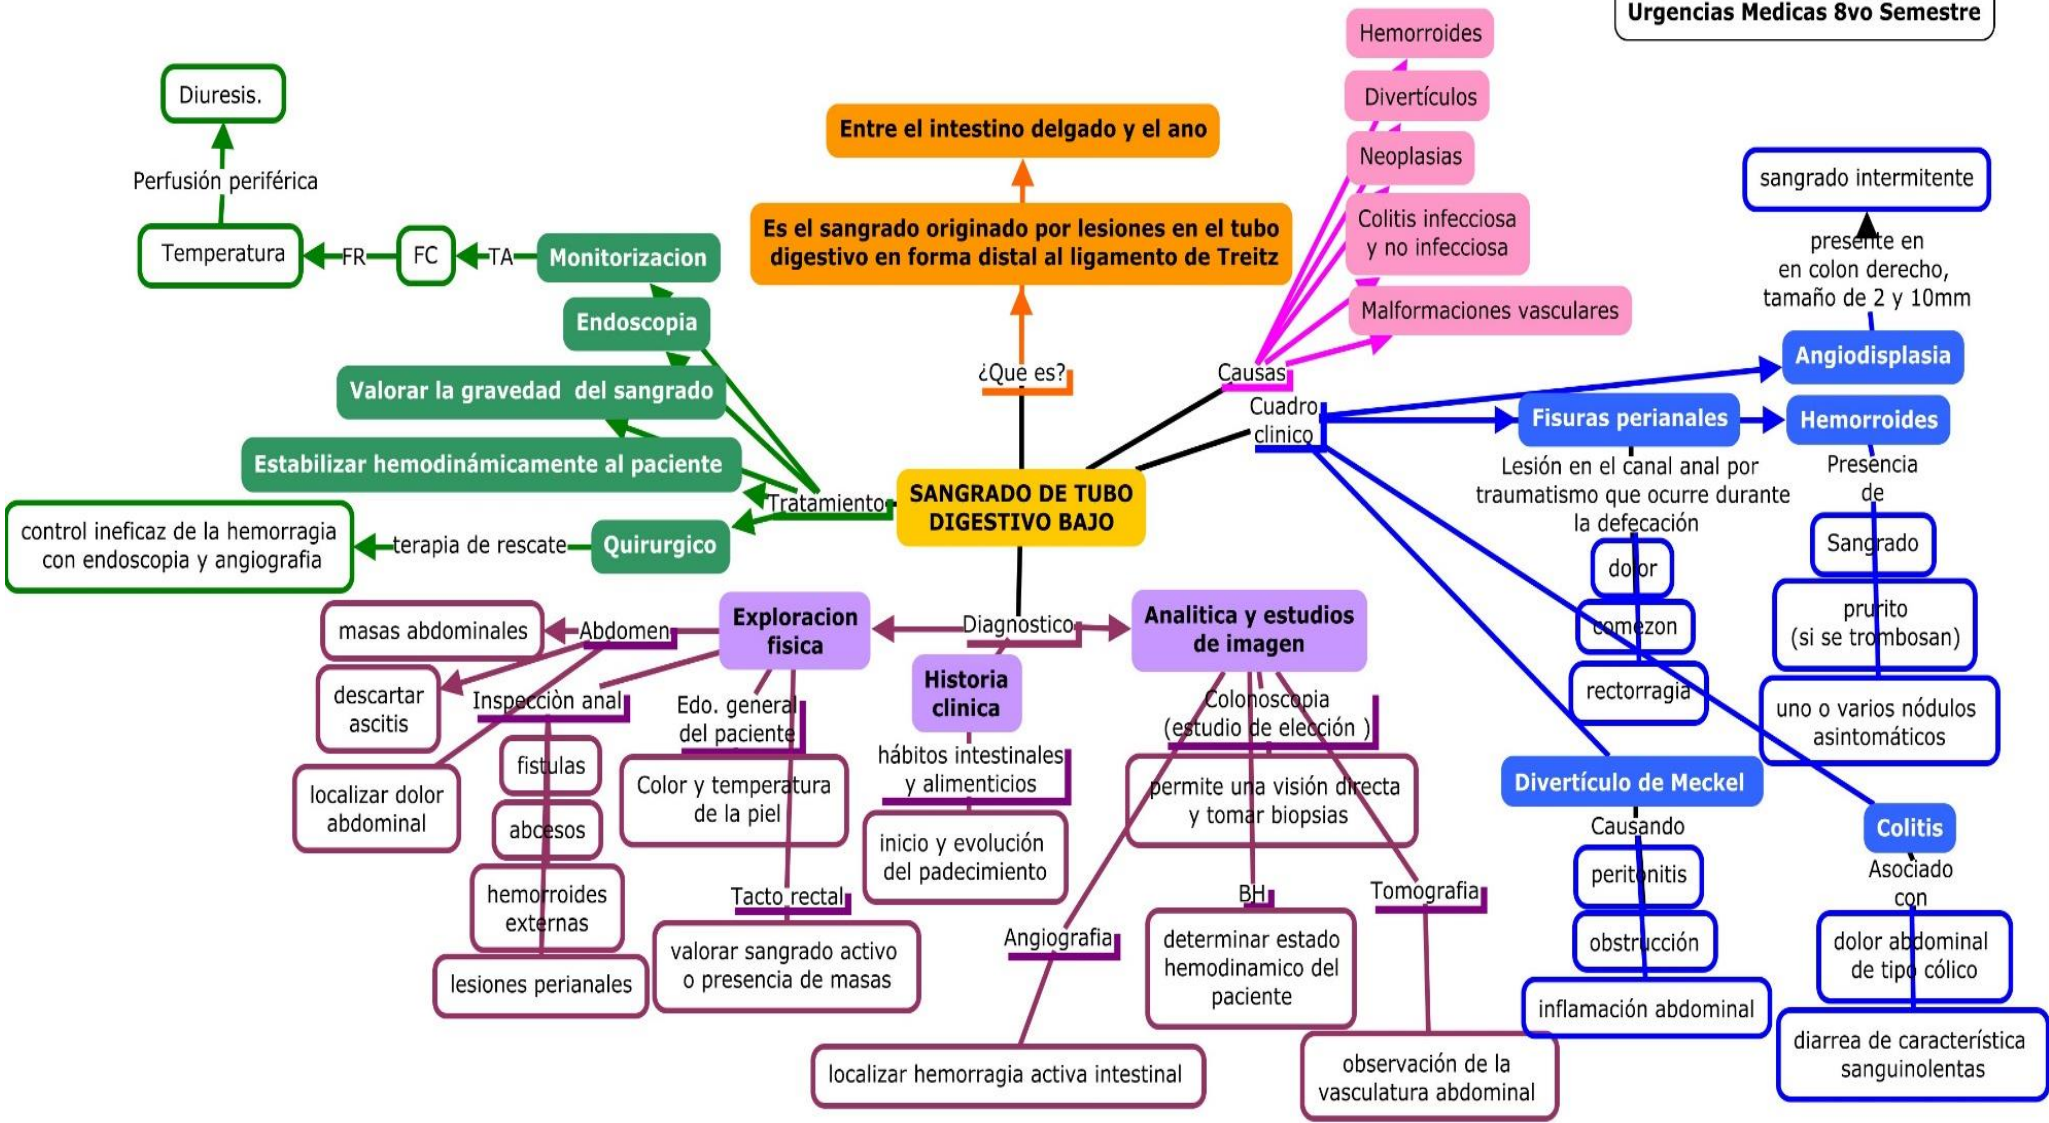 Urgencias Medicas 8vo Semestre
Hemorroides
Divertículos
Neoplasias
Colitis infecciosa
y no infecciosa
Malformaciones vasculares
Causas
Entre el intestino delgado y el ano
Es el sangrado originado por lesiones en el tubo
digestivo en forma distal al ligamento de Treitz
¿Que es?
Diuresis.
Perfusión periférica
Temperatura
FR
FC
TA
Monitorizacion
Endoscopia
Valorar la gravedad del sangrado
Estabilizar hemodinámicamente al paciente
Tratamiento
control ineficaz de la hemorragia
con endoscopia y angiografia
terapia de rescate
Quirurgico
SANGRADO DE TUBO
DIGESTIVO BAJO
Cuadro
clinico
sangrado intermitente
presente en
en colon derecho,
tamaño de 2 y 10mm
Angiodisplasia
Fisuras perianales
Lesión en el canal anal por
traumatismo que ocurre durante
la defecación
dolor
comezon
rectorragia
Hemorroides
Presencia
de
Sangrado
prurito
(si se trombosan)
uno o varios nódulos
asintomáticos
Divertículo de Meckel
Causando
peritonitis
obstrucción
inflamación abdominal
Colitis
Asociado
con
dolor abdominal
de tipo cólico
diarrea de característica
sanguinolentas
Diagnostico
Exploracion
fisica
Abdomen
masas abdominales
descartar
ascitis
localizar dolor
abdominal
Inspecciòn anal
fistulas
abcesos
hemorroides
externas
lesiones perianales
Edo. general
del paciente
Color y temperatura
de la piel
Tacto rectal
valorar sangrado activo
o presencia de masas
Historia
clinica
hábitos intestinales
y alimenticios
inicio y evolución
del padecimiento
Analitica y estudios
de imagen
Colonoscopia
(estudio de elección )
permite una visión directa
y tomar biopsias
Angiografia
localizar hemorragia activa intestinal
BH
determinar estado
hemodinamico del
paciente
Tomografia
observación de la
vasculatura abdominal